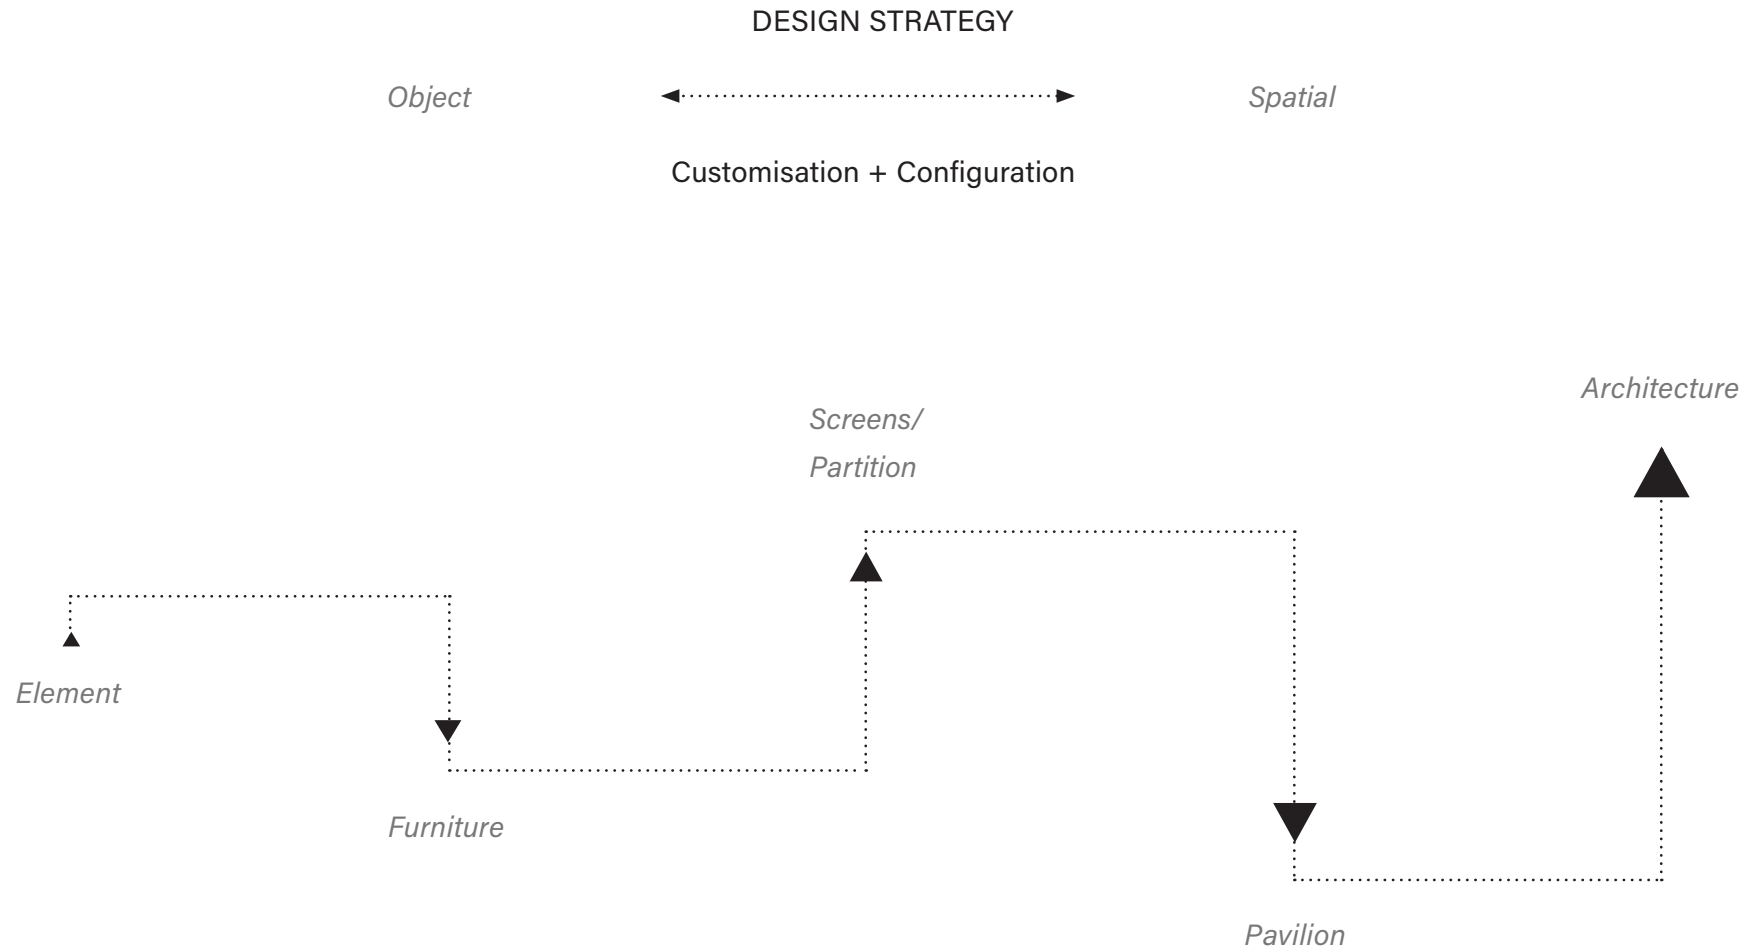 DESIGN STRATEGY
Object
Spatial
Customisation + Configuration
Architecture
Screens/
Partition
Element
Furniture
Pavilion